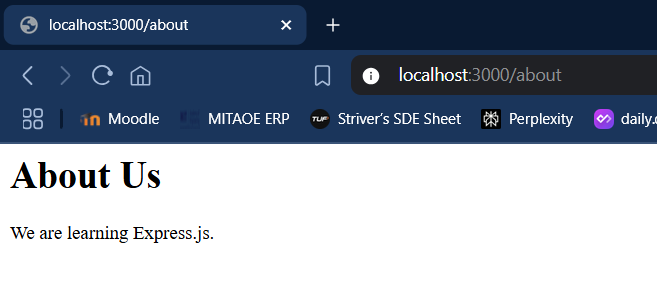 localhost:3000/about
localhost:3000/about
Moodle MITAOE ERP TUF Striver's SDE Sheet Perplexity daily.
About Us
We are learning Express.js.